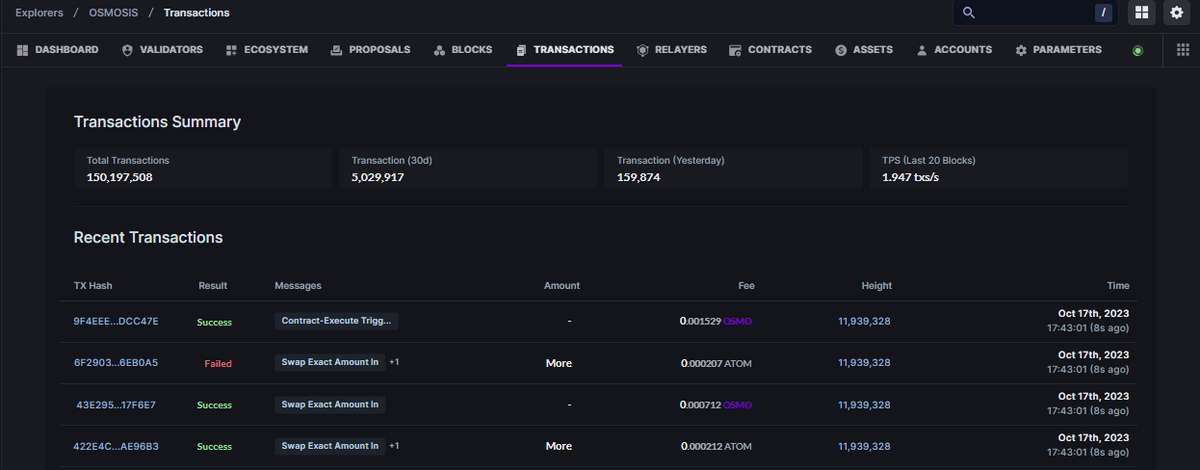 Explorers / OSMOSIS / Transactions
/
DASHBOARD VALIDATORS ECOSYSTEM PROPOSALS BLOCKS TRANSACTIONS RELAYERS CONTRACTS ASSETS ACCOUNTS PARAMETERS
Transactions Summary
Total Transactions Transaction (30d) Transaction (Yesterday) TPS (Last 20 Blocks)
150,197,508 5,029,917 159,874 1.947 txs/s
Recent Transactions
TX Hash Result Messages Amount Fee Height Time
9F4EEE...DCC47E Success Contract-Execute Trigg... - 0.001529 OSMO 11,939,328 Oct 17th, 2023
17:43:01 (8s ago)
6F2903...6EB0A5 Failed Swap Exact Amount In +1 More 0.000207 ATOM 11,939,328 Oct 17th, 2023
17:43:01 (8s ago)
43E295...17F6E7 Success Swap Exact Amount In - 0.000712 OSMO 11,939,328 Oct 17th, 2023
17:43:01 (8s ago)
422E4C...AE96B3 Success Swap Exact Amount In +1 More 0.000212 ATOM 11,939,328 Oct 17th, 2023
17:43:01 (8s ago)